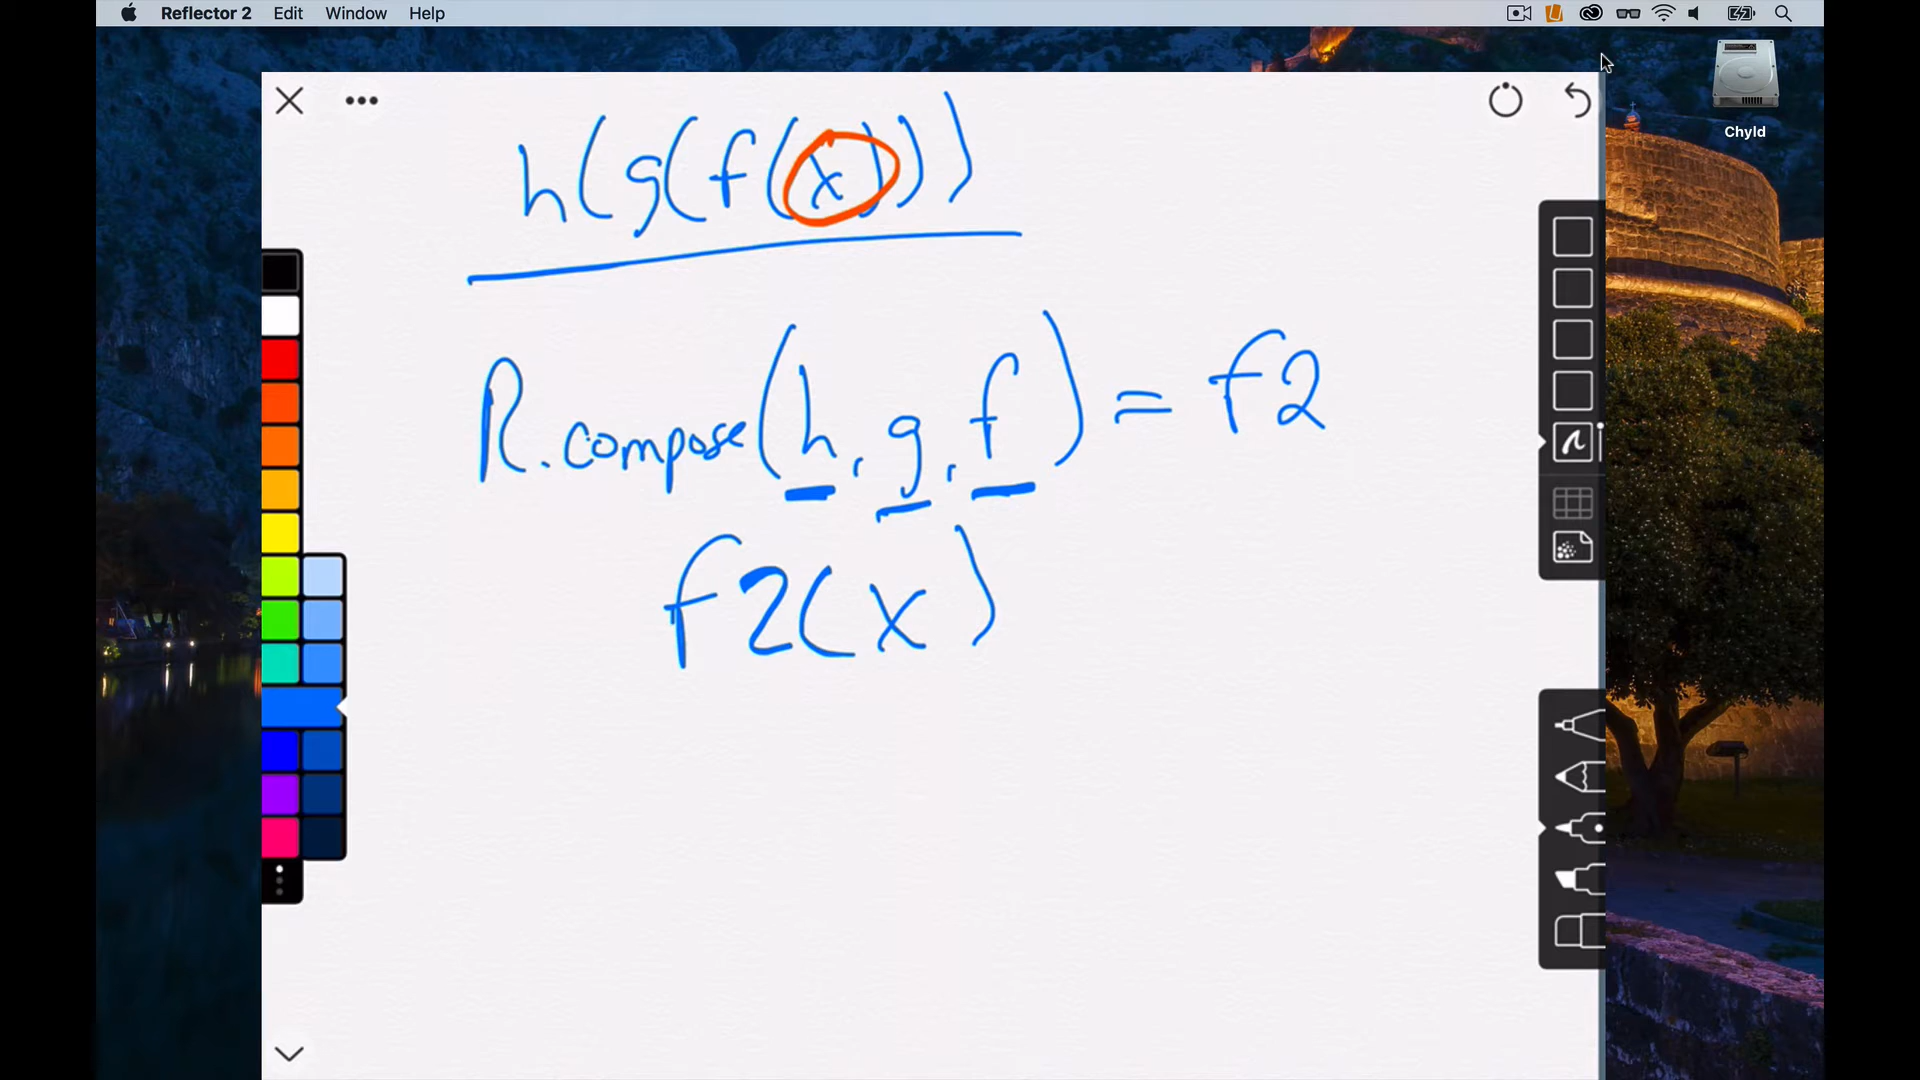 Reflector 2 Edit Window Help
Chyld
h(g(f(x)))
R.compose(h, g, f) = f2
f2(x)